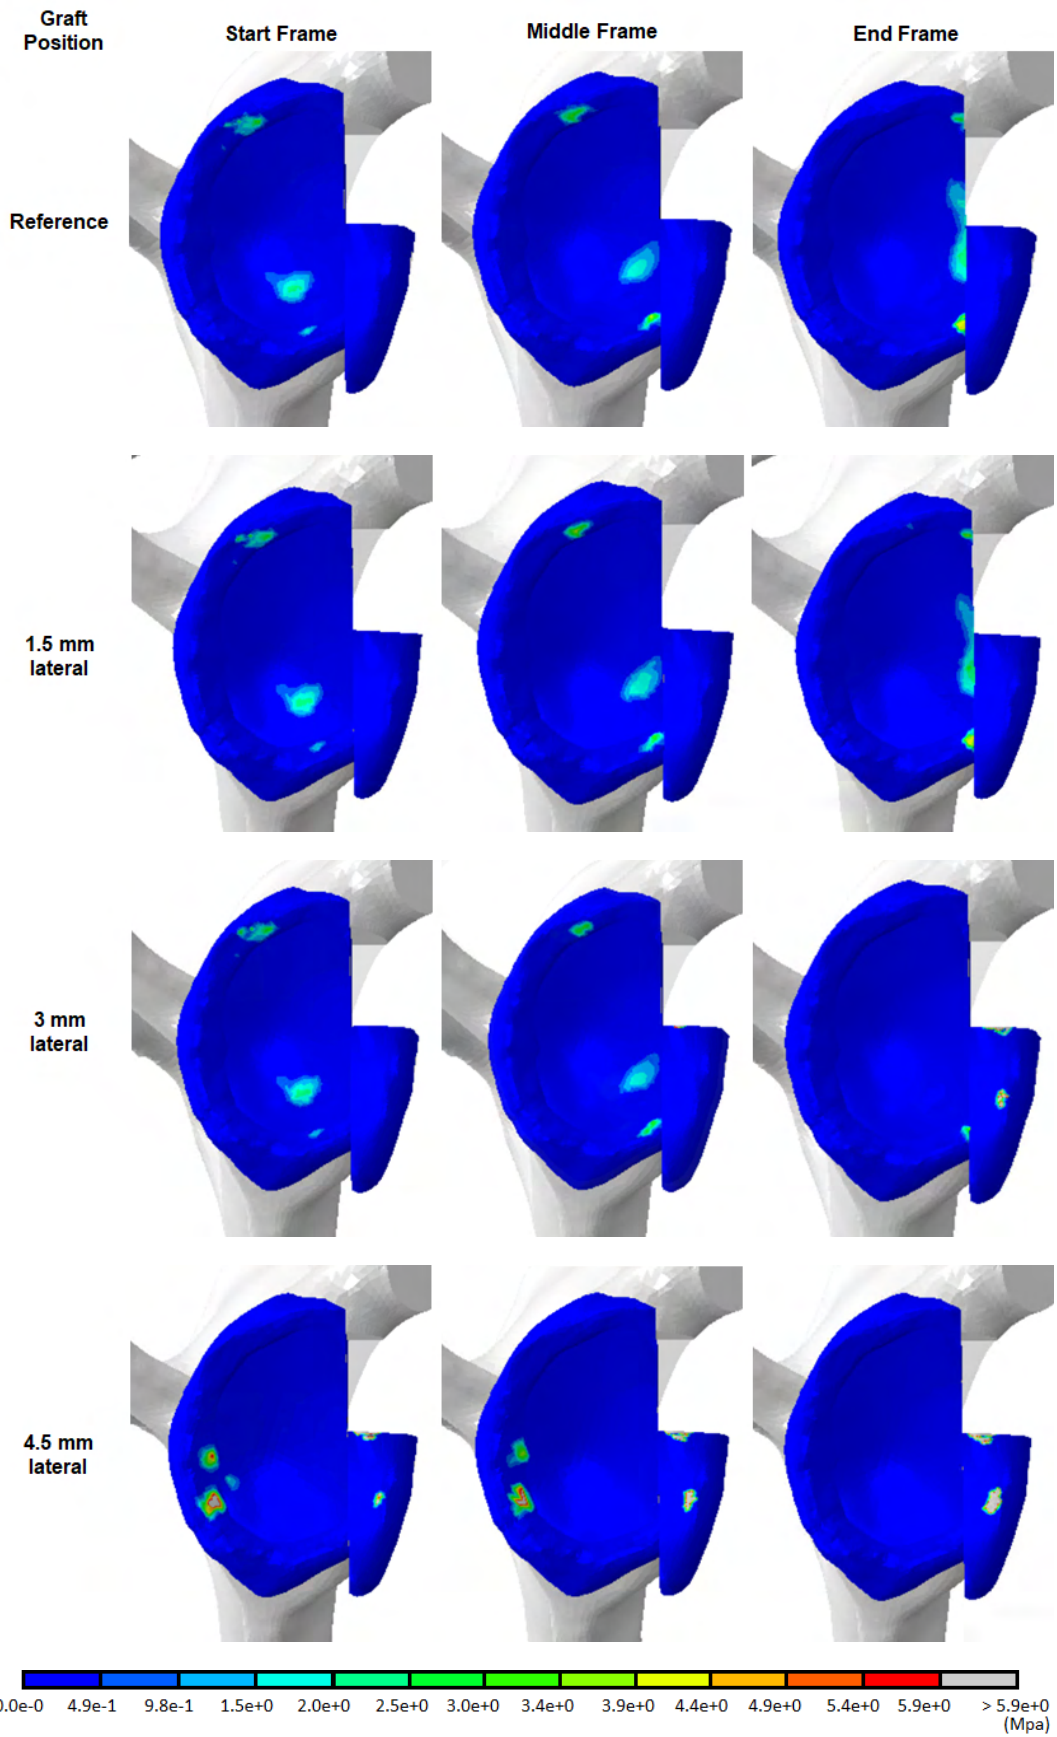 Graft
Position
Start Frame
Middle Frame
End Frame
Reference
1.5 mm
lateral
3 mm
lateral
4.5 mm
lateral
0.0e-0 4.9e-1 9.8e-1 1.5e+0 2.0e+0 2.5e+0 3.0e+0 3.4e+0 3.9e+0 4.4e+0 4.9e+0 5.4e+0 5.9e+0 > 5.9e+0
(Mpa)